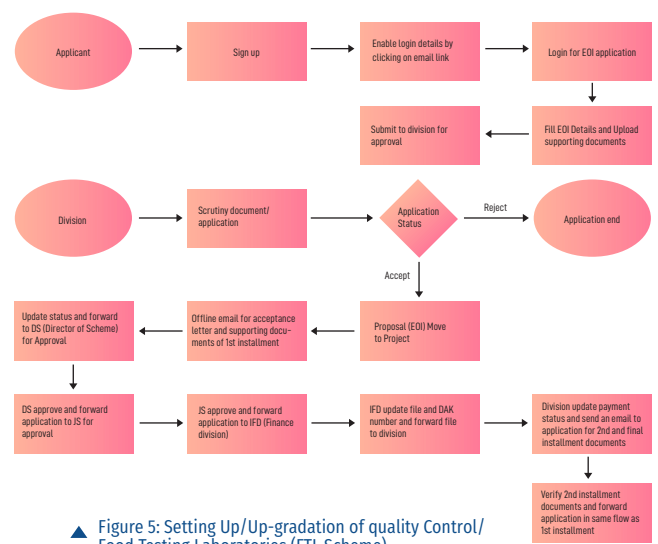 Applicant
Sign up
Enable login details by
clicking on email link
Login for EOI application
Submit to division for
approval
Fill EOI Details and Upload
supporting documents
Division
Scrutiny document/
application
Application
Status
Reject
Application end
Accept
Update status and forward
to DS (Director of Scheme)
for Approval
Offline email for acceptance
letter and supporting docu-
ments of 1st installment
Proposal (EOI) Move
to Project
DS approve and forward
application to JS for
approval
JS approve and forward
application to IFD (Finance
division)
IFD update file and DAK
number and forward file
to division
Division update payment
status and send an email to
application for 2nd and final
installment documents
Verify 2nd installment
documents and forward
application in same flow as
1st installment
Figure 5: Setting Up/Up-gradation of quality Control/
Food Testing Laboratories (FTL Scheme)